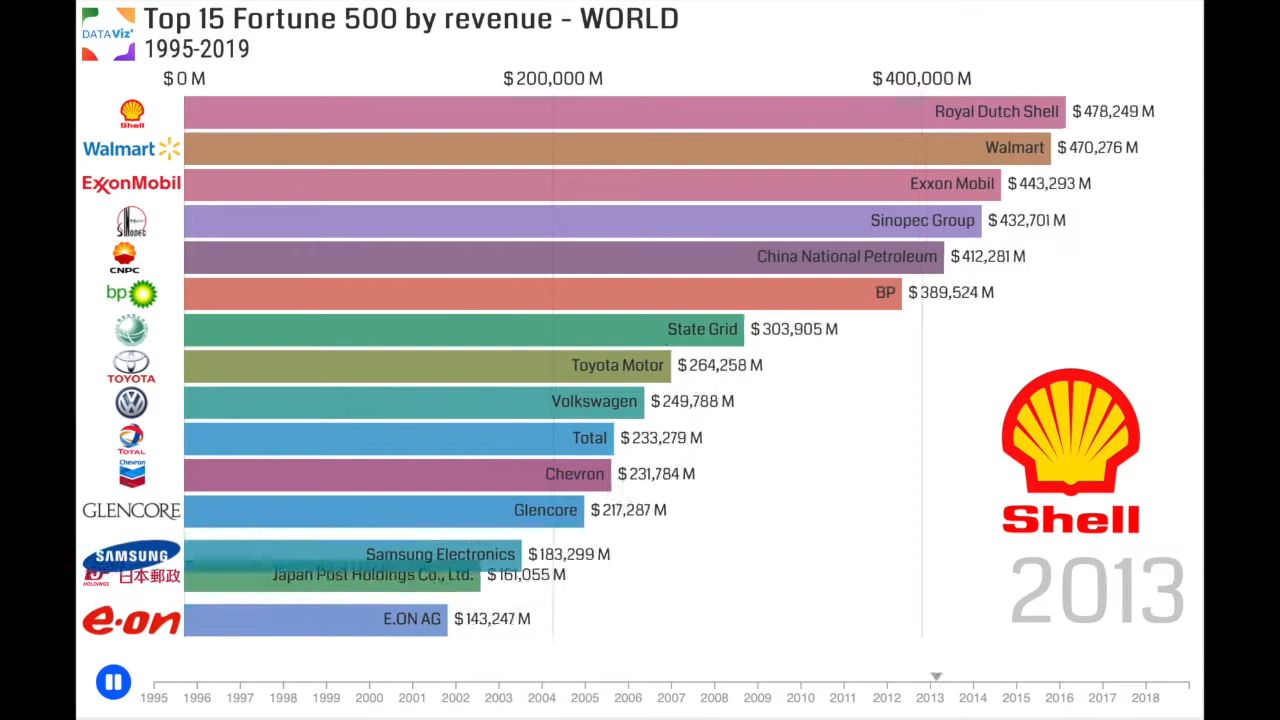 Top 15 Fortune 500 by revenue - WORLD
DATA Viz'
1995-2019
$ 0 M $ 200,000 M $ 400,000 M
Shell Royal Dutch Shell $ 478,249 M
Walmart Walmart $ 470,276 M
ExxonMobil Exxon Mobil $ 443,293 M
SINOPEC Sinopec Group $ 432,701 M
CNPC China National Petroleum $ 412,281 M
bp BP $ 389,524 M
State Grid $ 303,905 M
TOYOTA Toyota Motor $ 264,258 M
Volkswagen $ 249,788 M
TOTAL Total $ 233,279 M
Chevron Chevron $ 231,784 M
GLENCORE Glencore $ 217,287 M
SAMSUNG Samsung Electronics $ 183,299 M
HOLDINGS 日本郵政 Japan Post Holdings Co., Ltd. $ 161,055 M
e·on E.ON AG $ 143,247 M
Shell
2013
1995 1996 1997 1998 1999 2000 2001 2002 2003 2004 2005 2006 2007 2008 2009 2010 2011 2012 2013 2014 2015 2016 2017 2018